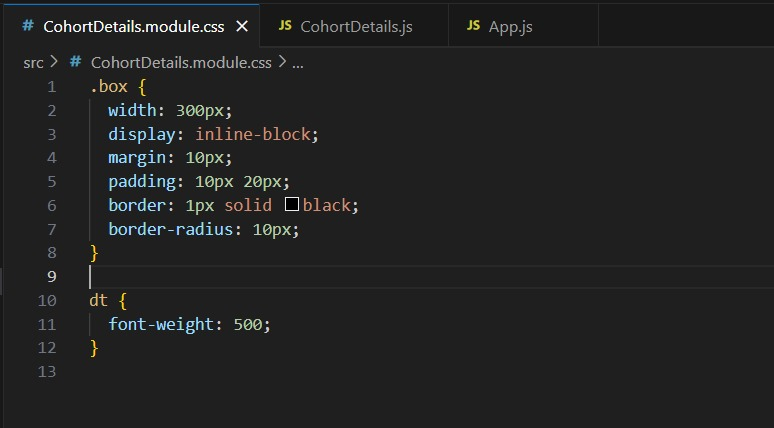 # CohortDetails.module.css × JS CohortDetails.js JS App.js
src > # CohortDetails.module.css > ...
1 .box {
2   width: 300px;
3   display: inline-block;
4   margin: 10px;
5   padding: 10px 20px;
6   border: 1px solid black;
7   border-radius: 10px;
8 }
9
10 dt {
11   font-weight: 500;
12 }
13